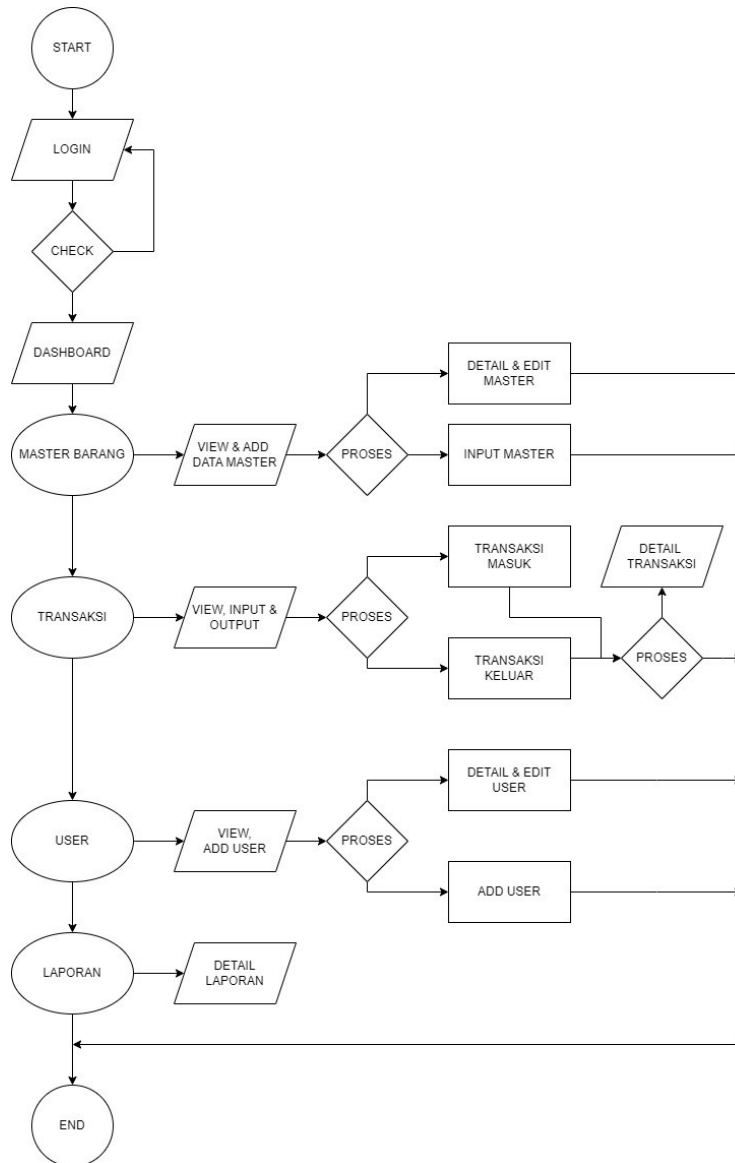 START
LOGIN
CHECK
DASHBOARD
DETAIL & EDIT
MASTER
MASTER BARANG
VIEW & ADD
DATA MASTER
PROSES
INPUT MASTER
TRANSAKSI
MASUK
DETAIL
TRANSAKSI
TRANSAKSI
VIEW, INPUT &
OUTPUT
PROSES
TRANSAKSI
KELUAR
PROSES
DETAIL & EDIT
USER
USER
VIEW,
ADD USER
PROSES
ADD USER
LAPORAN
DETAIL
LAPORAN
END